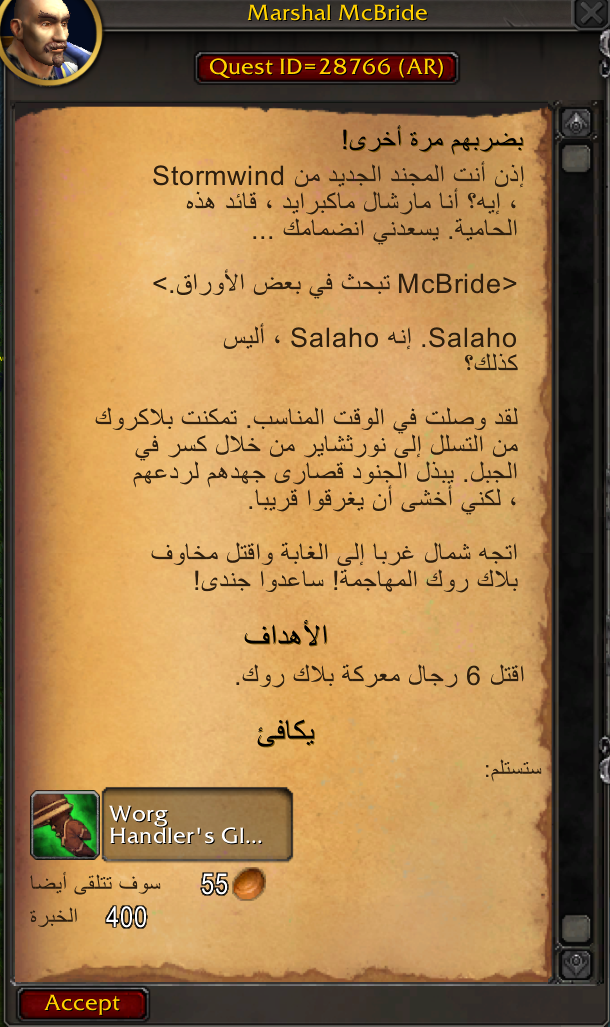 Marshal McBride
Quest ID=28766 (AR)
بضربهم مرة أخرى!
إذن أنت المجند الجديد من Stormwind
، إيه؟ أنا مارشال ماكبرايد ، قائد هذه
الحامية. يسعدني انضمامك ...
<McBride تبحث في بعض الأوراق.>
Salaho. إنه Salaho ، أليس
كذلك؟
لقد وصلت في الوقت المناسب. تمكنت بلاكروك
من التسلل إلى نورثشاير من خلال كسر في
الجبل. يبذل الجنود قصارى جهدهم لردعهم
، لكني أخشى أن يغرقوا قريبا.
اتجه شمال غربا إلى الغابة واقتل مخاوف
بلاك روك المهاجمة! ساعدوا جندى!
الأهداف
اقتل 6 رجال معركة بلاك روك.
يكافئ
ستستلم:
Worg
Handler's Gl...
سوف تتلقى أيضا 55
الخبرة 400
Accept